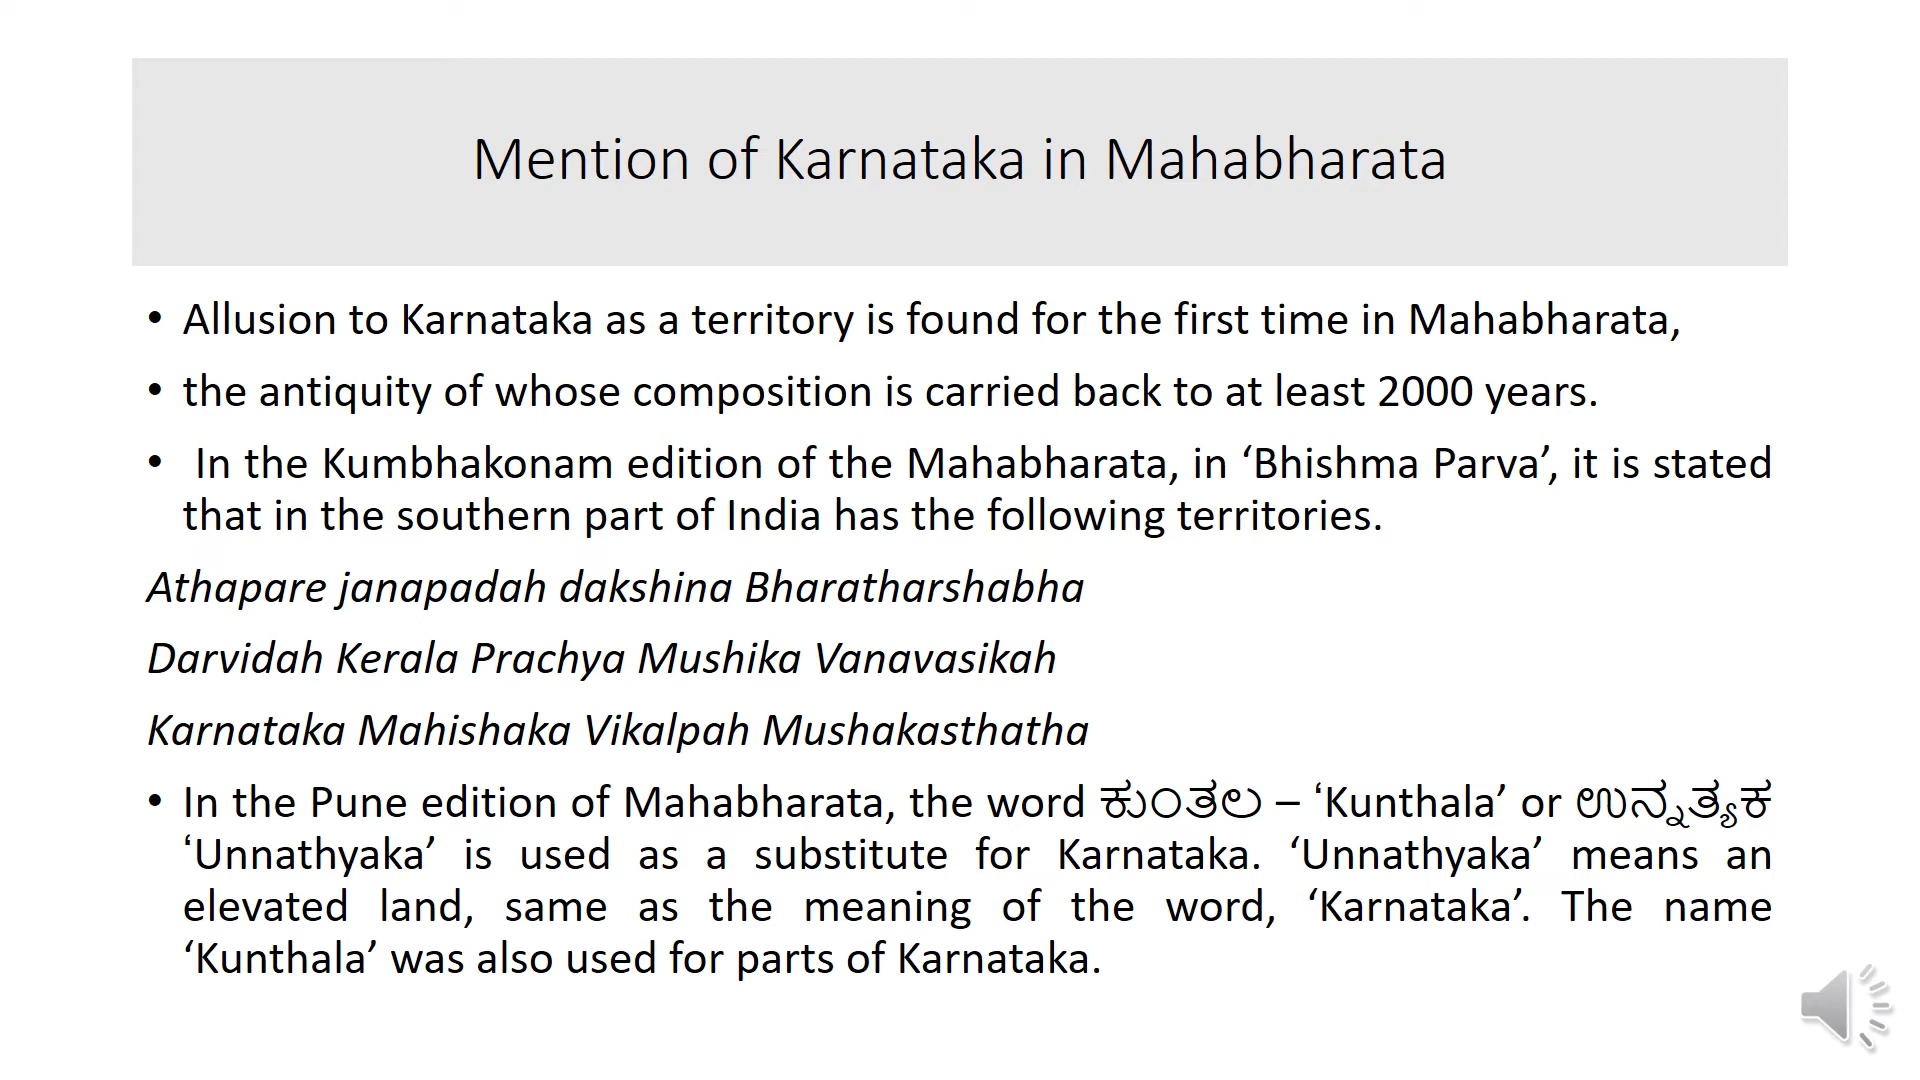 Mention of Karnataka in Mahabharata
• Allusion to Karnataka as a territory is found for the first time in Mahabharata,
• the antiquity of whose composition is carried back to at least 2000 years.
• In the Kumbhakonam edition of the Mahabharata, in ‘Bhishma Parva’, it is stated
that in the southern part of India has the following territories.
Athapare janapadah dakshina Bharatharshabha
Darvidah Kerala Prachya Mushika Vanavasikah
Karnataka Mahishaka Vikalpah Mushakasthatha
• In the Pune edition of Mahabharata, the word ಕುಂತಲ – ‘Kunthala’ or ಉನ್ನತ್ಯಕ
‘Unnathyaka’ is used as a substitute for Karnataka. ‘Unnathyaka’ means an
elevated land, same as the meaning of the word, ‘Karnataka’. The name
‘Kunthala’ was also used for parts of Karnataka.